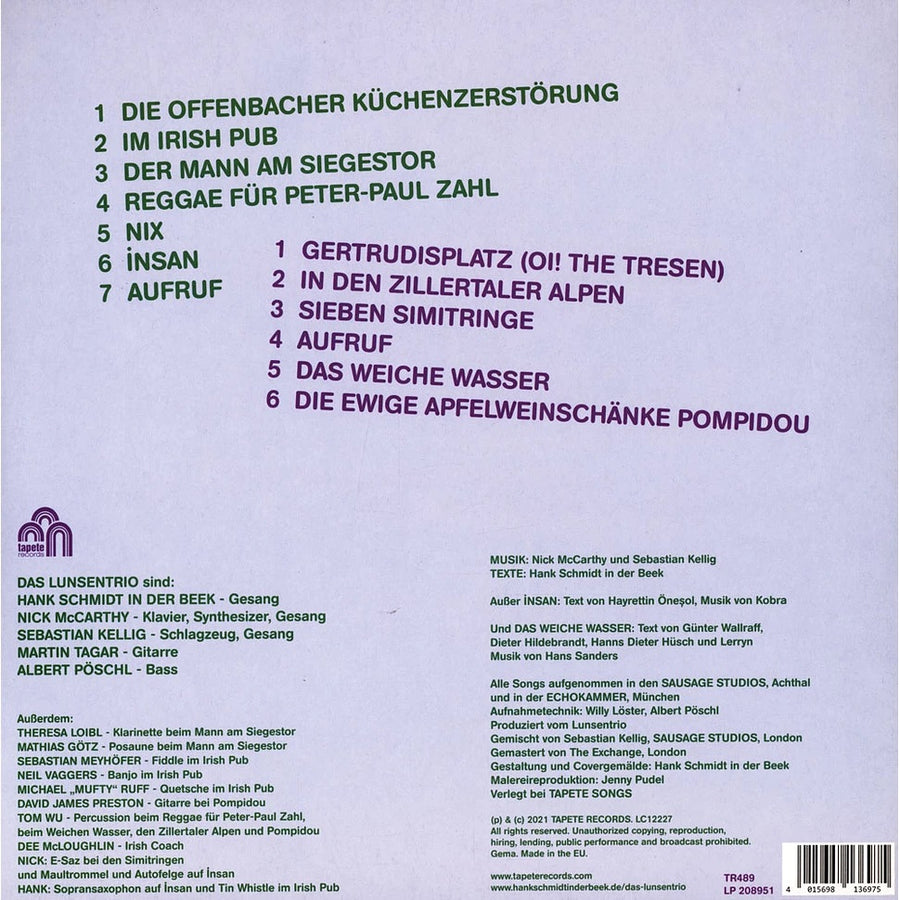 1 DIE OFFENBACHER KÜCHENZERSTÖRUNG
2 IM IRISH PUB
3 DER MANN AM SIEGESTOR
4 REGGAE FÜR PETER-PAUL ZAHL
5 NIX
6 İNSAN
7 AUFRUF
1 GERTRUDISPLATZ (OI! THE TRESEN)
2 IN DEN ZILLERTALER ALPEN
3 SIEBEN SIMITRINGE
4 AUFRUF
5 DAS WEICHE WASSER
6 DIE EWIGE APFELWEINSCHÄNKE POMPIDOU
tapete
records
DAS LUNSENTRIO sind:
HANK SCHMIDT IN DER BEEK - Gesang
NICK McCARTHY - Klavier, Synthesizer, Gesang
SEBASTIAN KELLIG - Schlagzeug, Gesang
MARTIN TAGAR - Gitarre
ALBERT PÖSCHL - Bass
Außerdem:
THERESA LOIBL - Klarinette beim Mann am Siegestor
MATHIAS GÖTZ - Posaune beim Mann am Siegestor
SEBASTIAN MEYHÖFER - Fiddle im Irish Pub
NEIL VAGGERS - Banjo im Irish Pub
MICHAEL „MUFTY" RUFF - Quetsche im Irish Pub
DAVID JAMES PRESTON - Gitarre bei Pompidou
TOM WU - Percussion beim Reggae für Peter-Paul Zahl,
beim Weichen Wasser, den Zillertaler Alpen und Pompidou
DEE McLOUGHLIN - Irish Coach
NICK: E-Saz bei den Simitringen
und Maultrommel und Autofelge auf İnsan
HANK: Sopransaxophon auf İnsan und Tin Whistle im Irish Pub
MUSIK: Nick McCarthy und Sebastian Kellig
TEXTE: Hank Schmidt in der Beek
Außer İNSAN: Text von Hayrettin Öneşol, Musik von Kobra
Und DAS WEICHE WASSER: Text von Günter Wallraff,
Dieter Hildebrandt, Hanns Dieter Hüsch und Lerryn
Musik von Hans Sanders
Alle Songs aufgenommen in den SAUSAGE STUDIOS, Achthal
und in der ECHOKAMMER, München
Aufnahmetechnik: Willy Löster, Albert Pöschl
Produziert vom Lunsentrio
Gemischt von Sebastian Kellig, SAUSAGE STUDIOS, London
Gemastert von The Exchange, London
Gestaltung und Covergemälde: Hank Schmidt in der Beek
Malereireproduktion: Jenny Pudel
Verlegt bei TAPETE SONGS
(p) & (c) 2021 TAPETE RECORDS. LC12227
All rights reserved. Unauthorized copying, reproduction,
hiring, lending, public performance and broadcast prohibited.
Gema. Made in the EU.
www.tapeterecords.com
www.hankschmidtinderbeek.de/das-lunsentrio
TR489
LP 208951
4 015698 136975